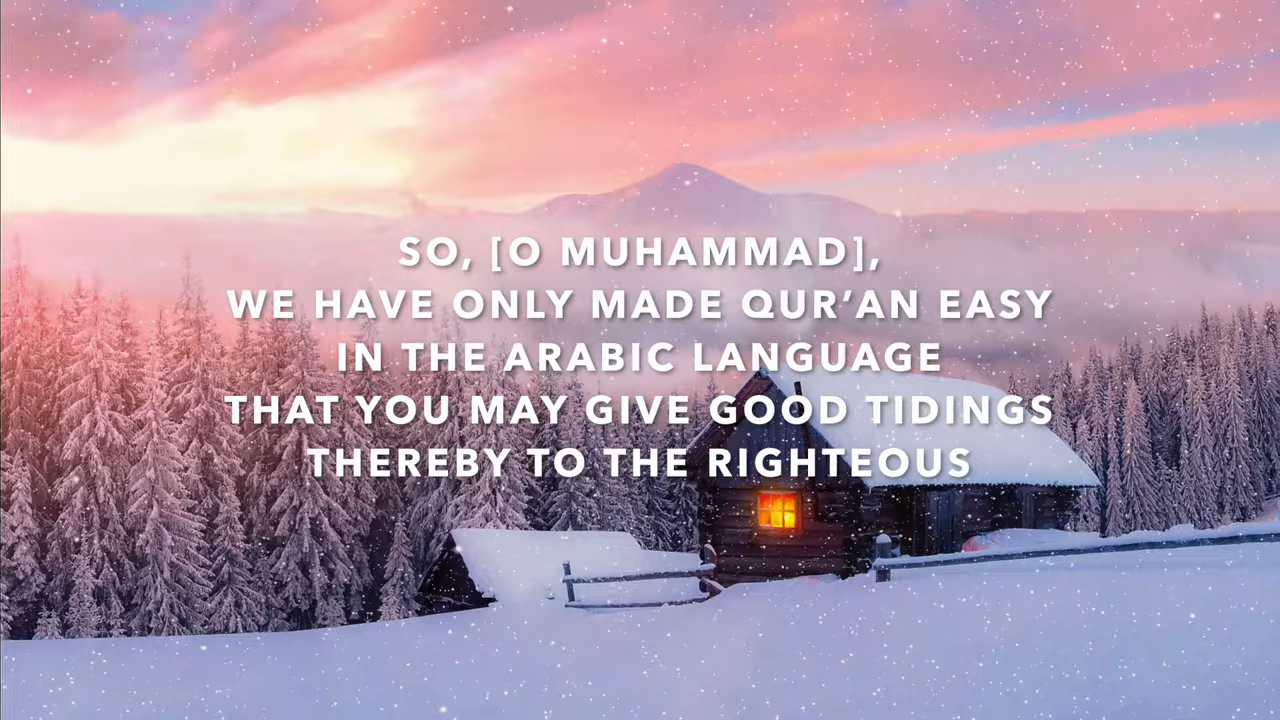 SO, [O MUHAMMAD],
WE HAVE ONLY MADE QUR’AN EASY
IN THE ARABIC LANGUAGE
THAT YOU MAY GIVE GOOD TIDINGS
THEREBY TO THE RIGHTEOUS